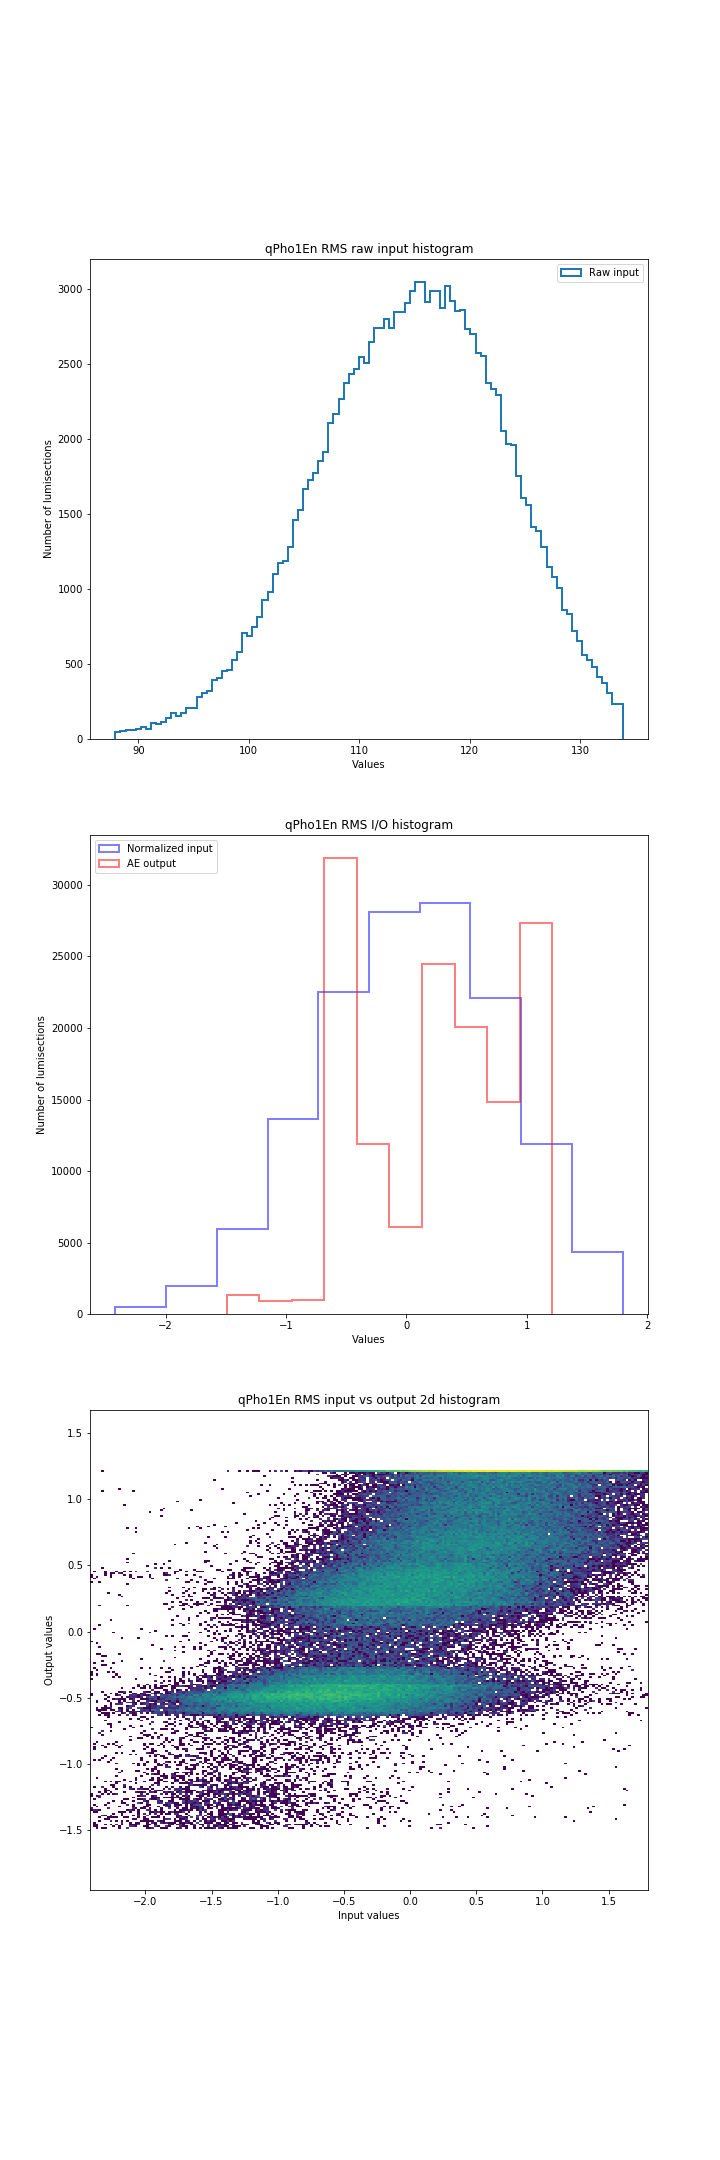 qPho1En RMS raw input histogram
Raw input
3000
2500
2000
1500
1000
500
0
Number of lumisections
90 100 110 120 130
Values
qPho1En RMS I/O histogram
Normalized input
AE output
30000
25000
20000
15000
10000
5000
0
Number of lumisections
−2 −1 0 1 2
Values
qPho1En RMS input vs output 2d histogram
1.5
1.0
0.5
0.0
−0.5
−1.0
−1.5
Output values
−2.0 −1.5 −1.0 −0.5 0.0 0.5 1.0 1.5
Input values